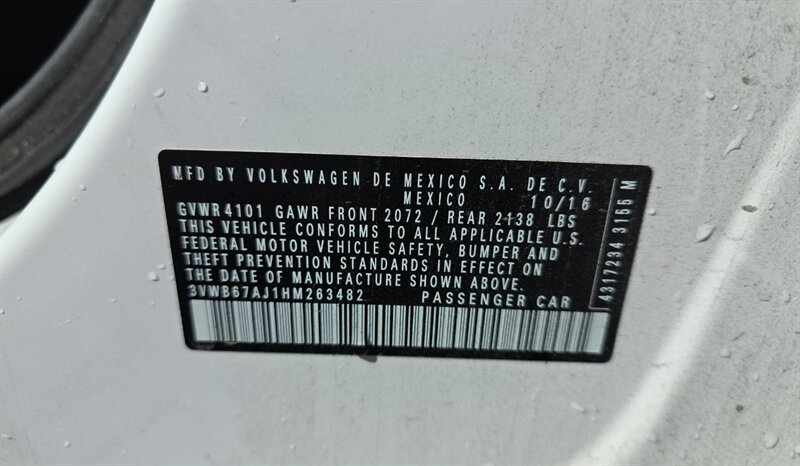 MFD BY VOLKSWAGEN DE MEXICO S.A. DE C.V.
MEXICO 10/16
GVWR 4101 GAWR FRONT 2072 / REAR 2138 LBS
THIS VEHICLE CONFORMS TO ALL APPLICABLE U.S.
FEDERAL MOTOR VEHICLE SAFETY, BUMPER AND
THEFT PREVENTION STANDARDS IN EFFECT ON
THE DATE OF MANUFACTURE SHOWN ABOVE.
3VWB67AJ1HM263482 PASSENGER CAR
4317234 3155 M